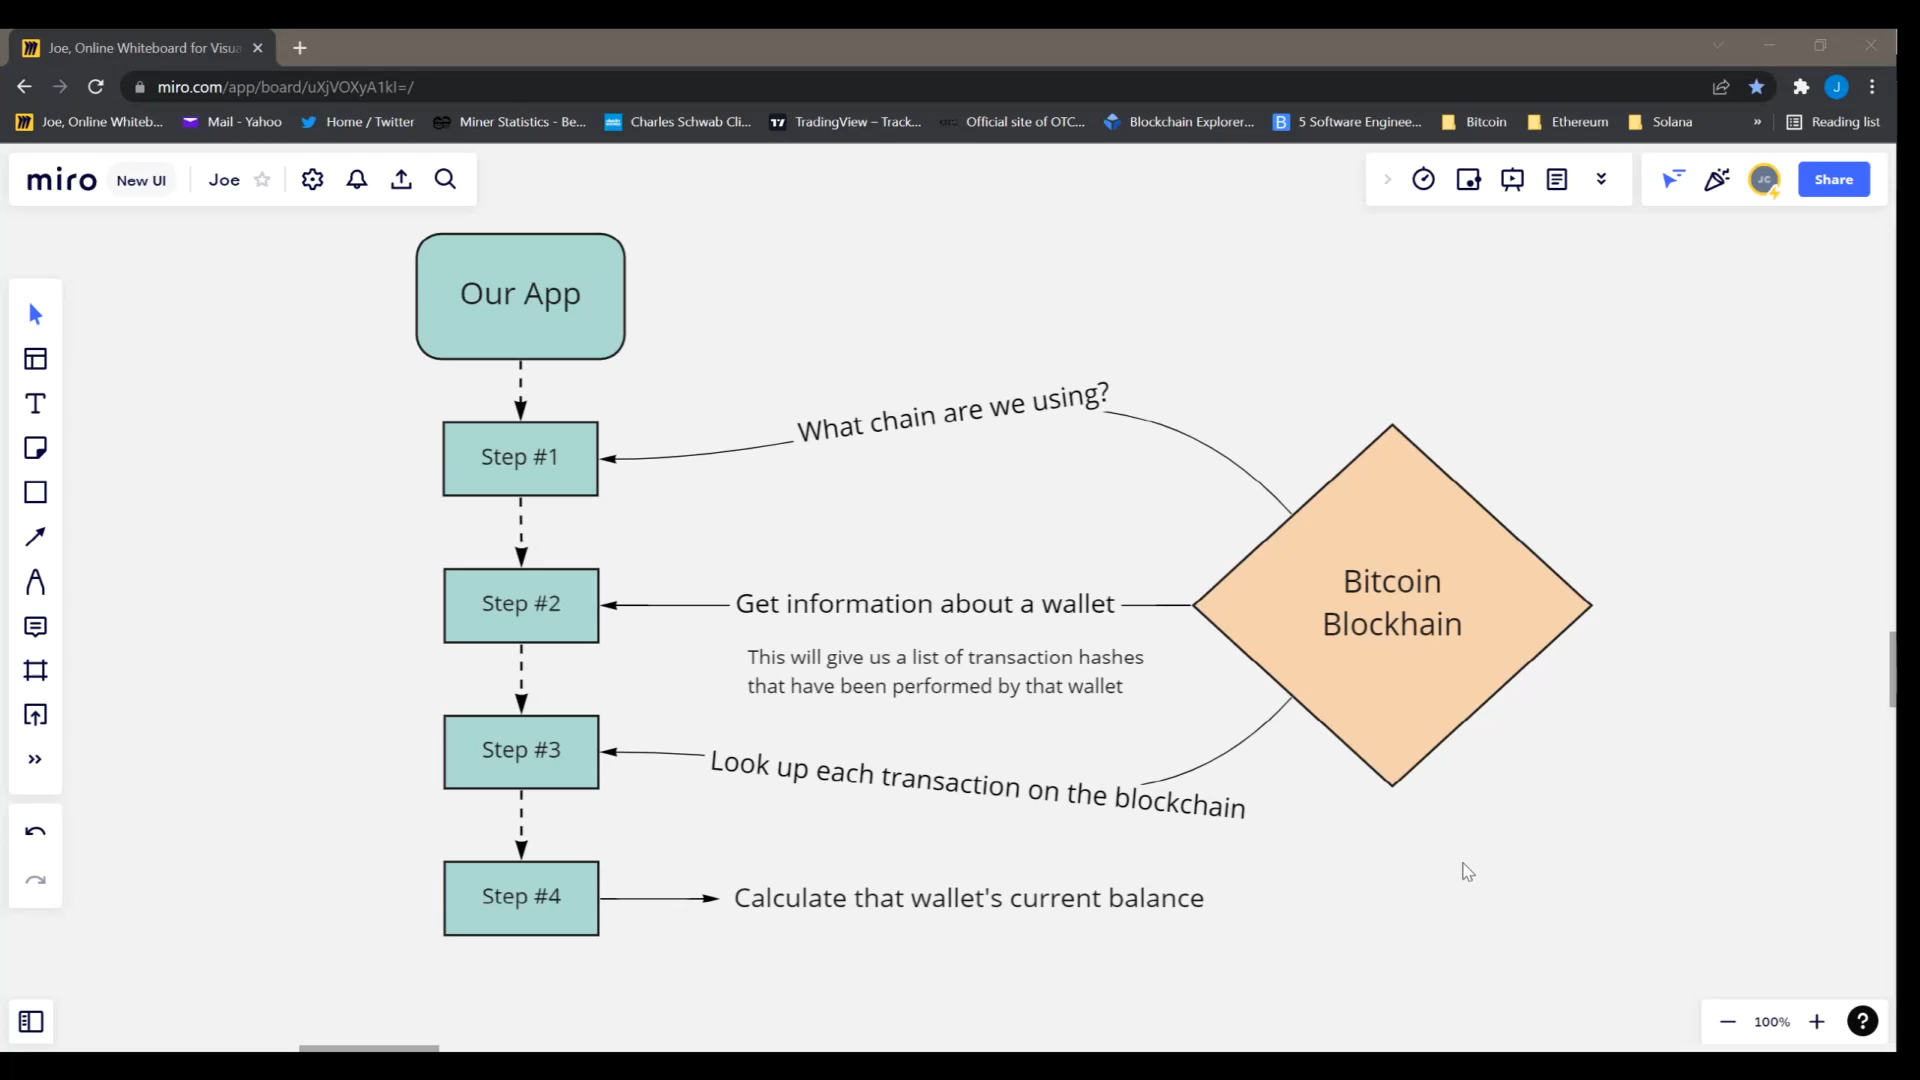 Joe, Online Whiteboard for Visua
miro.com/app/board/uXjVOXyA1kI=/
J
Joe, Online Whiteb...
Mail - Yahoo
Home / Twitter
Miner Statistics - Be...
Charles Schwab Cli...
TradingView – Track...
Official site of OTC...
Blockchain Explorer...
B 5 Software Enginee...
Bitcoin
Ethereum
Solana
»
Reading list
miro
New UI
Joe
JC
Share
Our App
What chain are we using?
Step #1
Bitcoin
Blockhain
Step #2
Get information about a wallet
This will give us a list of transaction hashes
that have been performed by that wallet
Step #3
Look up each transaction on the blockchain
Step #4
Calculate that wallet's current balance
100%
?